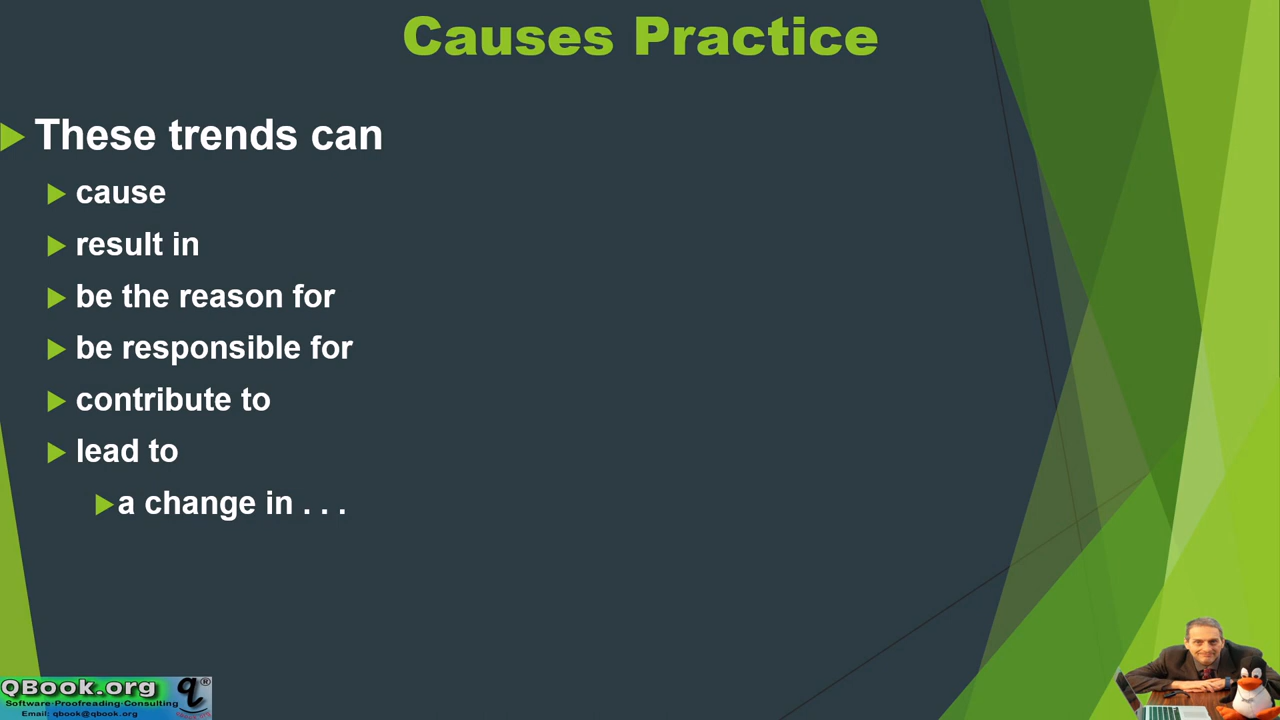 Causes Practice
These trends can
cause
result in
be the reason for
be responsible for
contribute to
lead to
a change in . . .
QBook.org
q®
Software·Proofreading·Consulting
Email: qbook@qbook.org